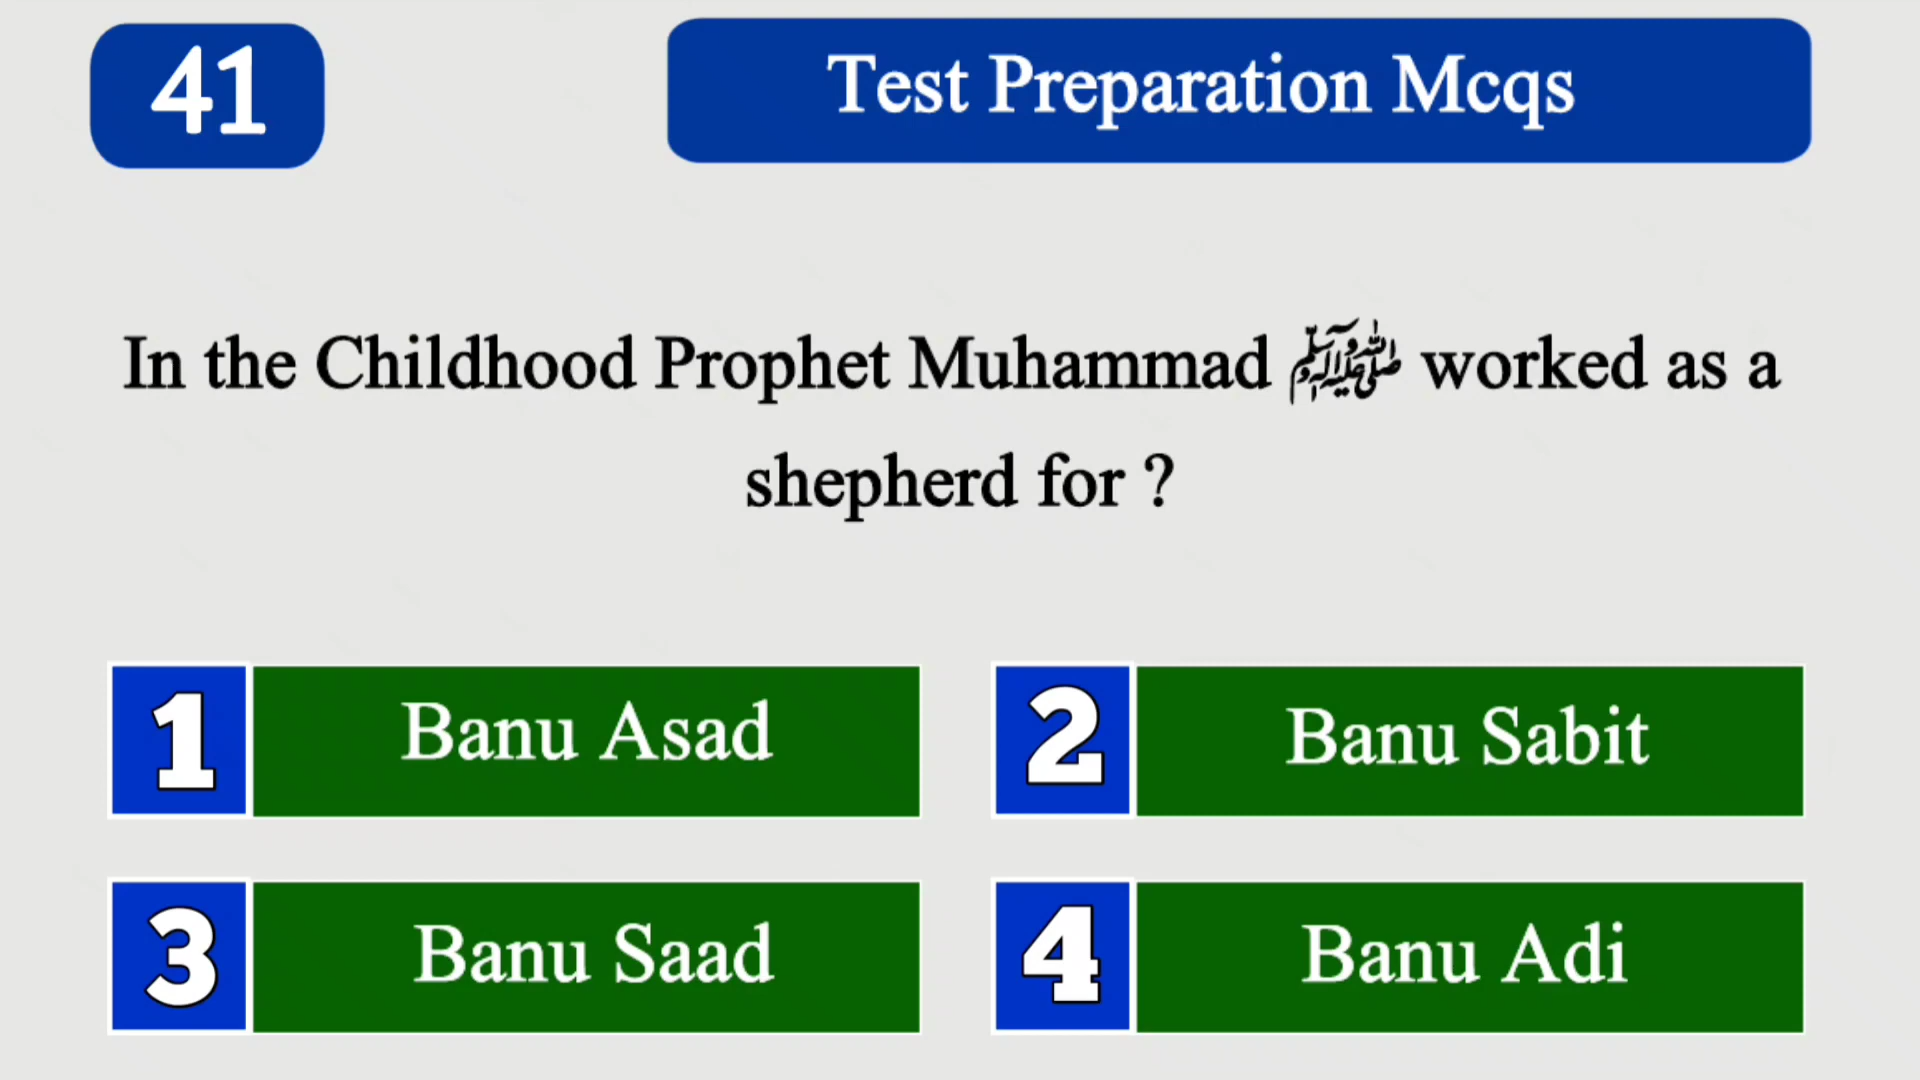 41
Test Preparation Mcqs
In the Childhood Prophet Muhammad ﷺ worked as a
shepherd for ?
1 Banu Asad
2 Banu Sabit
3 Banu Saad
4 Banu Adi